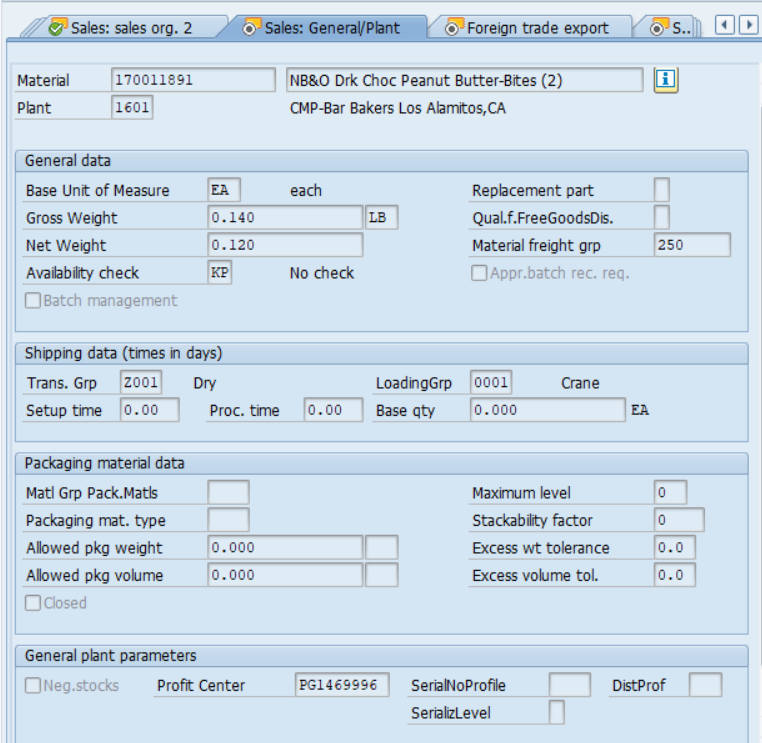 Sales: sales org. 2 Sales: General/Plant Foreign trade export S..
Material 170011891 NB&O Drk Choc Peanut Butter-Bites (2)
Plant 1601 CMP-Bar Bakers Los Alamitos,CA
General data
Base Unit of Measure EA each Replacement part
Gross Weight 0.140 LB Qual.f.FreeGoodsDis.
Net Weight 0.120 Material freight grp 250
Availability check KP No check Appr.batch rec. req.
Batch management
Shipping data (times in days)
Trans. Grp Z001 Dry LoadingGrp 0001 Crane
Setup time 0.00 Proc. time 0.00 Base qty 0.000 EA
Packaging material data
Matl Grp Pack.Matls Maximum level 0
Packaging mat. type Stackability factor 0
Allowed pkg weight 0.000 Excess wt tolerance 0.0
Allowed pkg volume 0.000 Excess volume tol. 0.0
Closed
General plant parameters
Neg.stocks Profit Center PG1469996 SerialNoProfile DistProf
SerializLevel